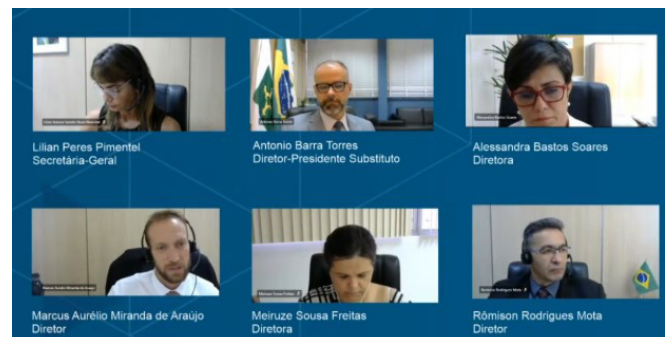 Lilian Peres Pimentel
Secretária-Geral
Antonio Barra Torres
Diretor-Presidente Substituto
Alessandra Bastos Soares
Diretora
Marcus Aurélio Miranda de Araújo
Diretor
Meiruze Sousa Freitas
Diretora
Rômison Rodrigues Mota
Diretor